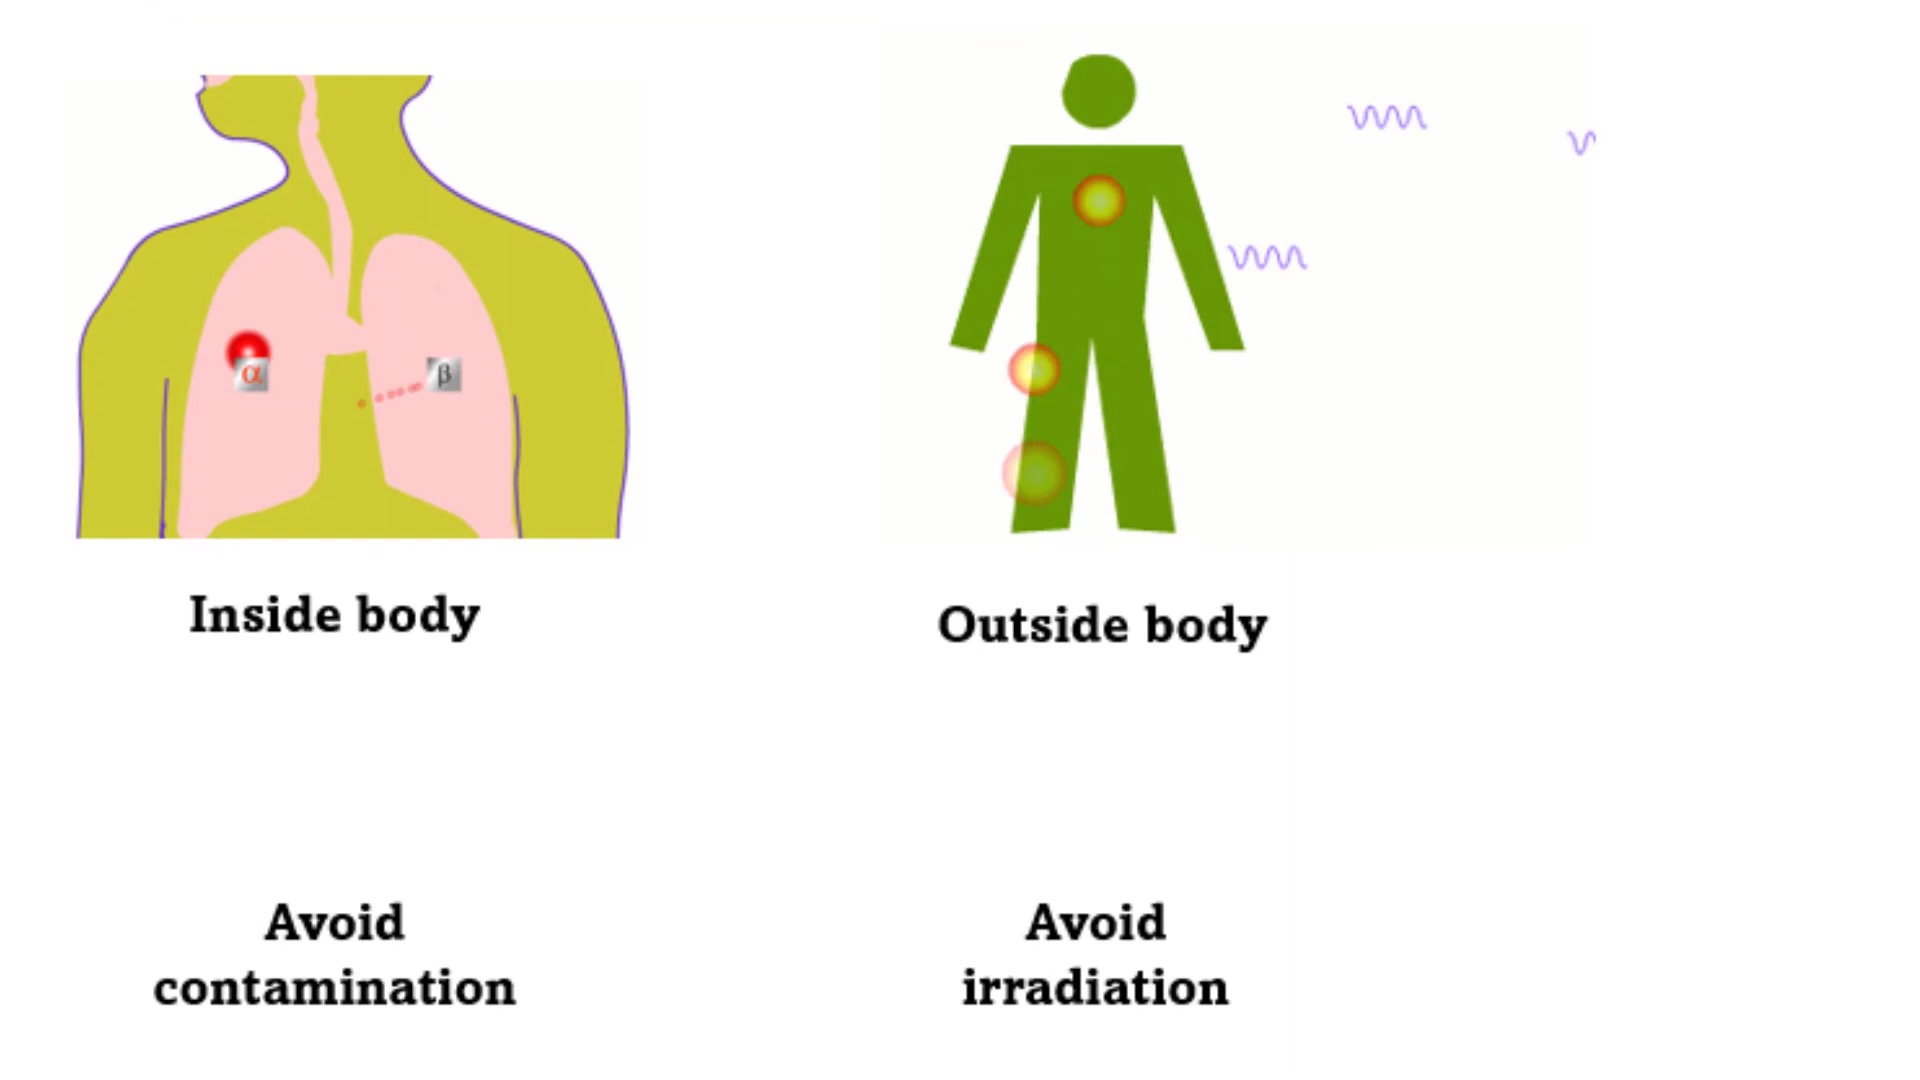 α
β
Inside body
Outside body
Avoid
contamination
Avoid
irradiation